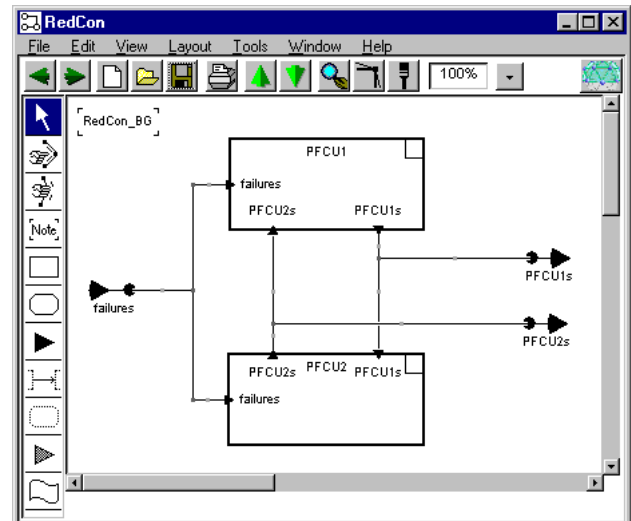 RedCon
File Edit View Layout Tools Window Help
100%
RedCon_BG
PFCU1
failures
PFCU2s PFCU1s
PFCU1s
failures
PFCU2s
PFCU2s PFCU2 PFCU1s
failures
Note